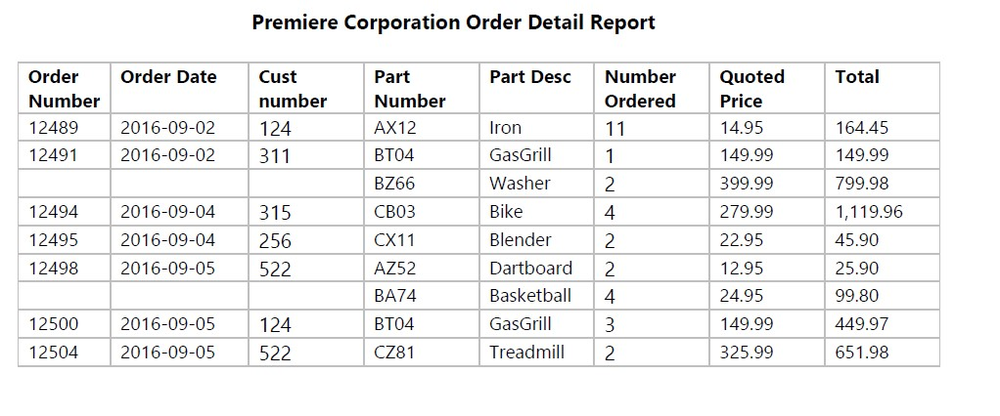 Premiere Corporation Order Detail Report
Order Number Order Date Cust number Part Number Part Desc Number Ordered Quoted Price Total
12489 2016-09-02 124 AX12 Iron 11 14.95 164.45
12491 2016-09-02 311 BT04 GasGrill 1 149.99 149.99
BZ66 Washer 2 399.99 799.98
12494 2016-09-04 315 CB03 Bike 4 279.99 1,119.96
12495 2016-09-04 256 CX11 Blender 2 22.95 45.90
12498 2016-09-05 522 AZ52 Dartboard 2 12.95 25.90
BA74 Basketball 4 24.95 99.80
12500 2016-09-05 124 BT04 GasGrill 3 149.99 449.97
12504 2016-09-05 522 CZ81 Treadmill 2 325.99 651.98